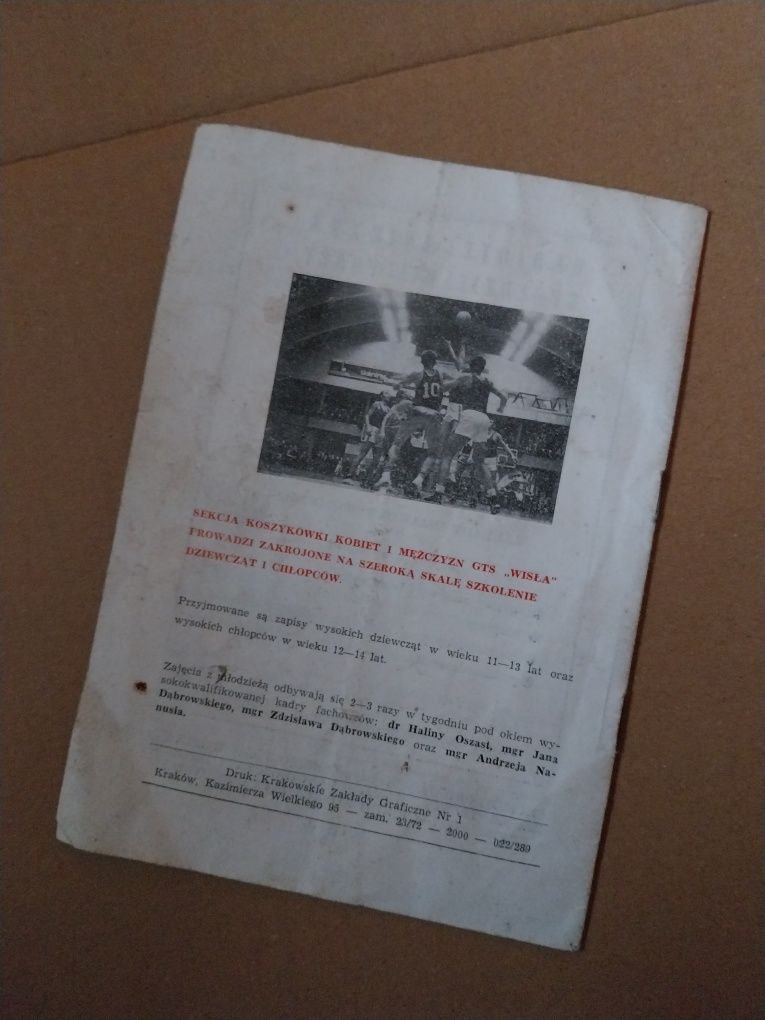 SEKCJA KOSZYKÓWKI KOBIET I MĘŻCZYZN GTS „WISŁA"
PROWADZI ZAKROJONE NA SZEROKĄ SKALĘ SZKOLENIE
DZIEWCZĄT I CHŁOPCÓW.
Przyjmowane są zapisy wysokich dziewcząt w wieku 11—13 lat oraz
wysokich chłopców w wieku 12—14 lat.
Zajęcia z młodzieżą odbywają się 2—3 razy w tygodniu pod okiem wy-
sokokwalifikowanej kadry fachowców: dr Haliny Oszast, mgr Jana
Dąbrowskiego, mgr Zdzisława Dąbrowskiego oraz mgr Andrzeja Na-
nusia.
Druk: Krakowskie Zakłady Graficzne Nr 1
Kraków, Kazimierza Wielkiego 95 — zam. 23/72 — 2000 — 022/289
10